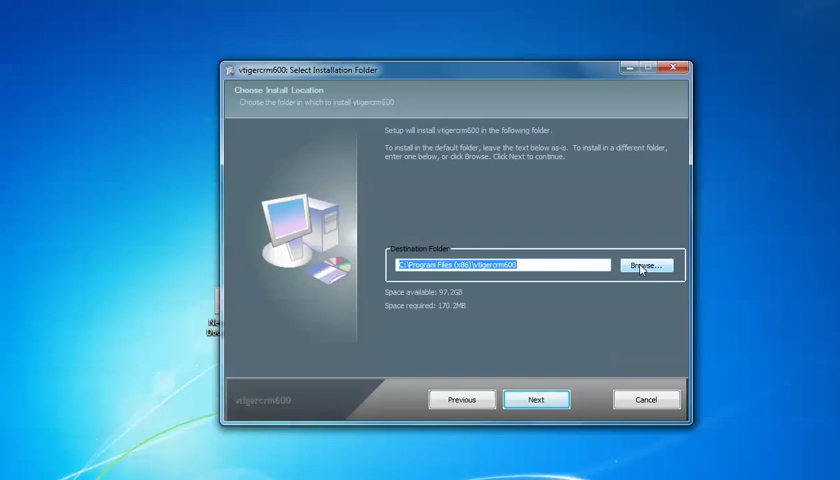 vtigercrm600: Select Installation Folder
Choose Install Location
Choose the folder in which to install vtigercrm600
Setup will install vtigercrm600 in the following folder.
To install in the default folder, leave the text below as-is. To install in a different folder,
enter one below, or click Browse. Click Next to continue.
Destination Folder
C:\Program Files (x86)\vtigercrm600
Browse...
Space available: 97.2GB
Space required: 170.2MB
vtigercrm600
Previous
Next
Cancel